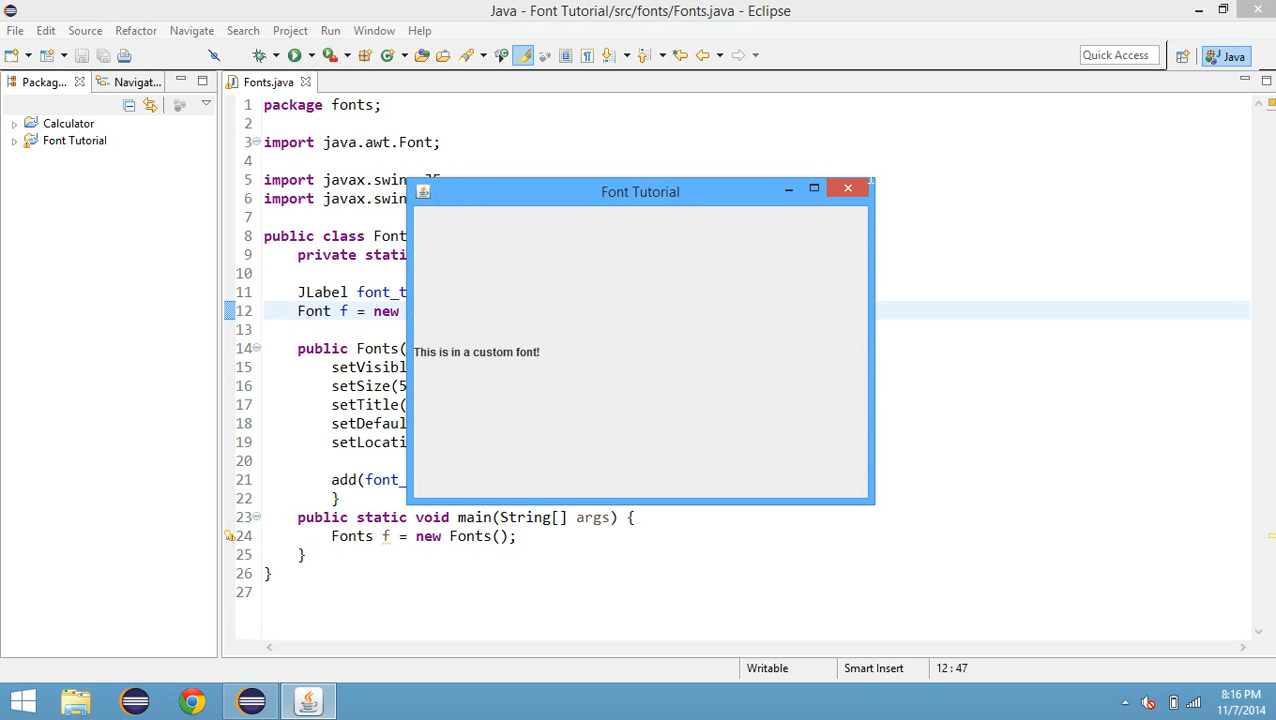 Java - Font Tutorial/src/fonts/Fonts.java - Eclipse
File Edit Source Refactor Navigate Search Project Run Window Help
Quick Access
Java
Packag...
Navigat...
Fonts.java
Calculator
Font Tutorial
1 package fonts;
2
3 import java.awt.Font;
4
5 import javax.swin
6 import javax.swin
7
8 public class Font
9 private stati
10
11 JLabel font_t
12 Font f = new
13
14 public Fonts(
15 setVisibl
16 setSize(5
17 setTitle(
18 setDefaul
19 setLocati
20
21 add(font_
22 }
23 public static void main(String[] args) {
24 Fonts f = new Fonts();
25 }
26 }
27
Font Tutorial
This is in a custom font!
Writable
Smart Insert
12 : 47
8:16 PM
11/7/2014